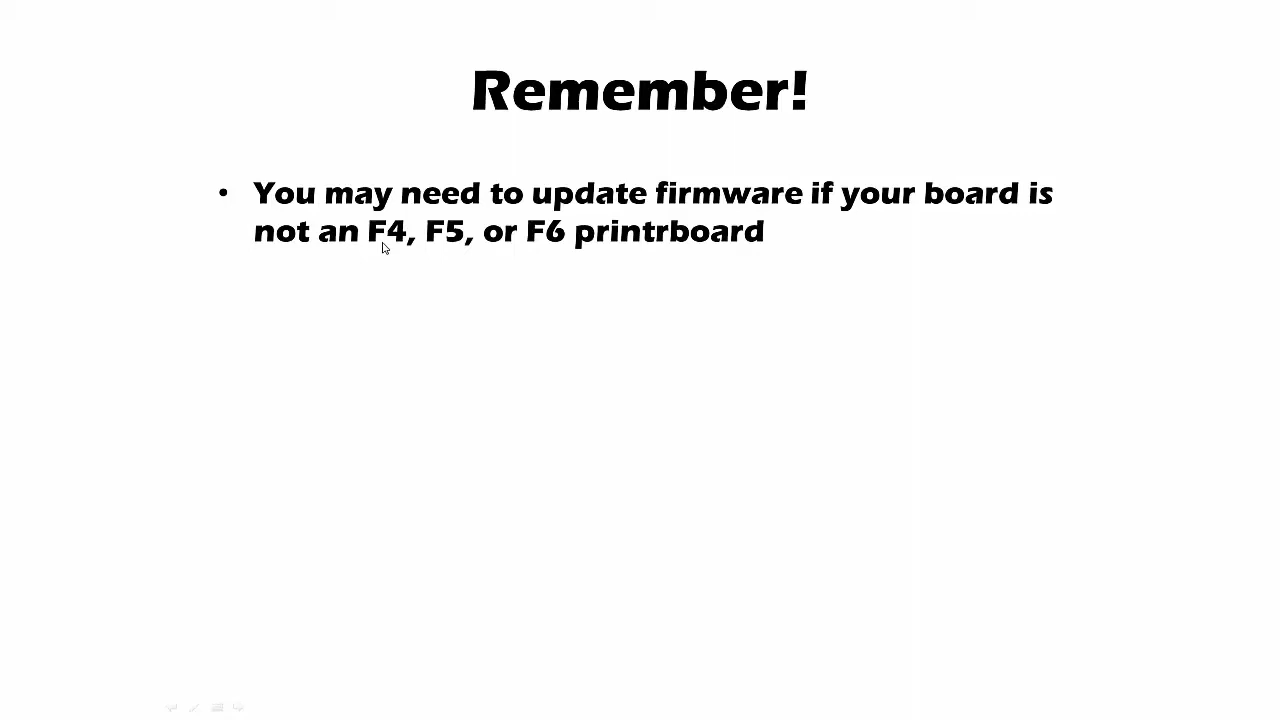 Remember!
• You may need to update firmware if your board is
not an F4, F5, or F6 printrboard